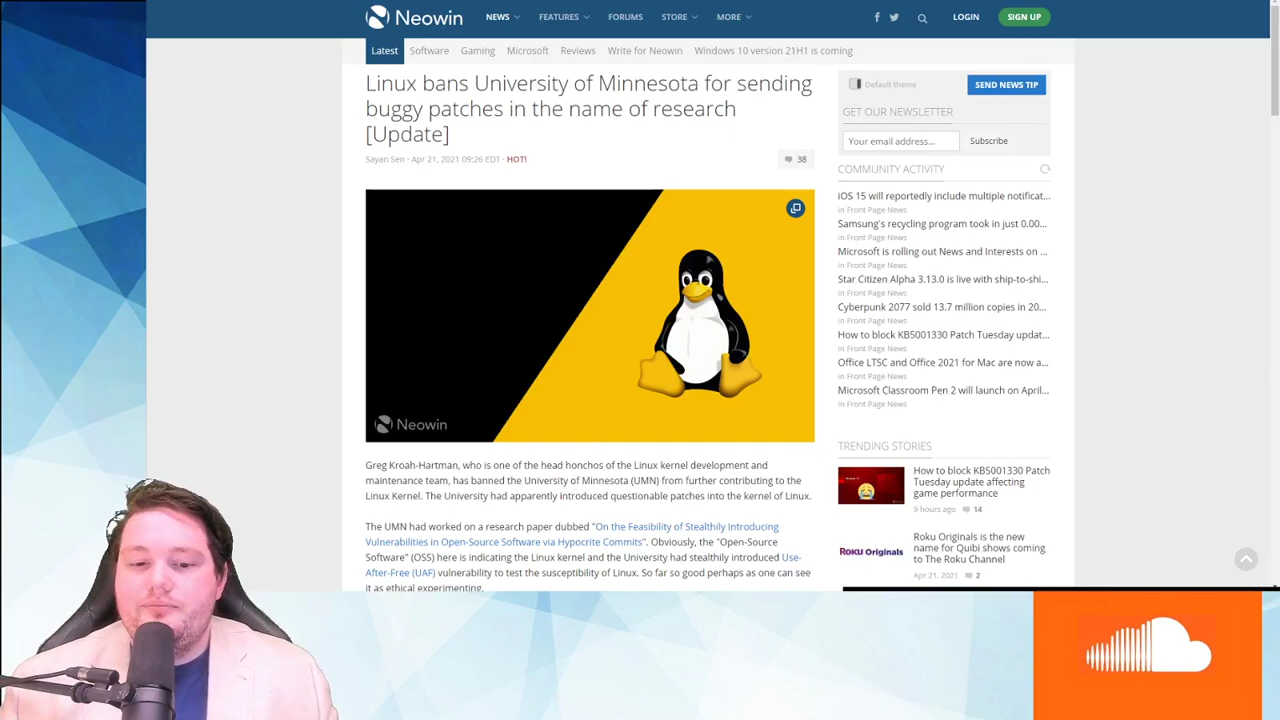 Neowin
NEWS
FEATURES
FORUMS
STORE
MORE
LOGIN
SIGN UP
Latest
Software
Gaming
Microsoft
Reviews
Write for Neowin
Windows 10 version 21H1 is coming
Linux bans University of Minnesota for sending
buggy patches in the name of research
[Update]
Sayan Sen - Apr 21, 2021 09:26 EDT · HOT!
38
Neowin
Greg Kroah-Hartman, who is one of the head honchos of the Linux kernel development and
maintenance team, has banned the University of Minnesota (UMN) from further contributing to the
Linux Kernel. The University had apparently introduced questionable patches into the kernel of Linux.
The UMN had worked on a research paper dubbed "On the Feasibility of Stealthily Introducing
Vulnerabilities in Open-Source Software via Hypocrite Commits". Obviously, the "Open-Source
Software" (OSS) here is indicating the Linux kernel and the University had stealthily introduced Use-
After-Free (UAF) vulnerability to test the susceptibility of Linux. So far so good perhaps as one can see
it as ethical experimenting.
Default theme
SEND NEWS TIP
GET OUR NEWSLETTER
Your email address...
Subscribe
COMMUNITY ACTIVITY
iOS 15 will reportedly include multiple notificat...
in Front Page News
Samsung's recycling program took in just 0.00...
in Front Page News
Microsoft is rolling out News and Interests on ...
in Front Page News
Star Citizen Alpha 3.13.0 is live with ship-to-shi...
in Front Page News
Cyberpunk 2077 sold 13.7 million copies in 20...
in Front Page News
How to block KB5001330 Patch Tuesday updat...
in Front Page News
Office LTSC and Office 2021 for Mac are now a...
in Front Page News
Microsoft Classroom Pen 2 will launch on April...
in Front Page News
TRENDING STORIES
How to block KB5001330 Patch
Tuesday update affecting
game performance
9 hours ago 14
ROKU Originals
Roku Originals is the new
name for Quibi shows coming
to The Roku Channel
Apr 21, 2021 2